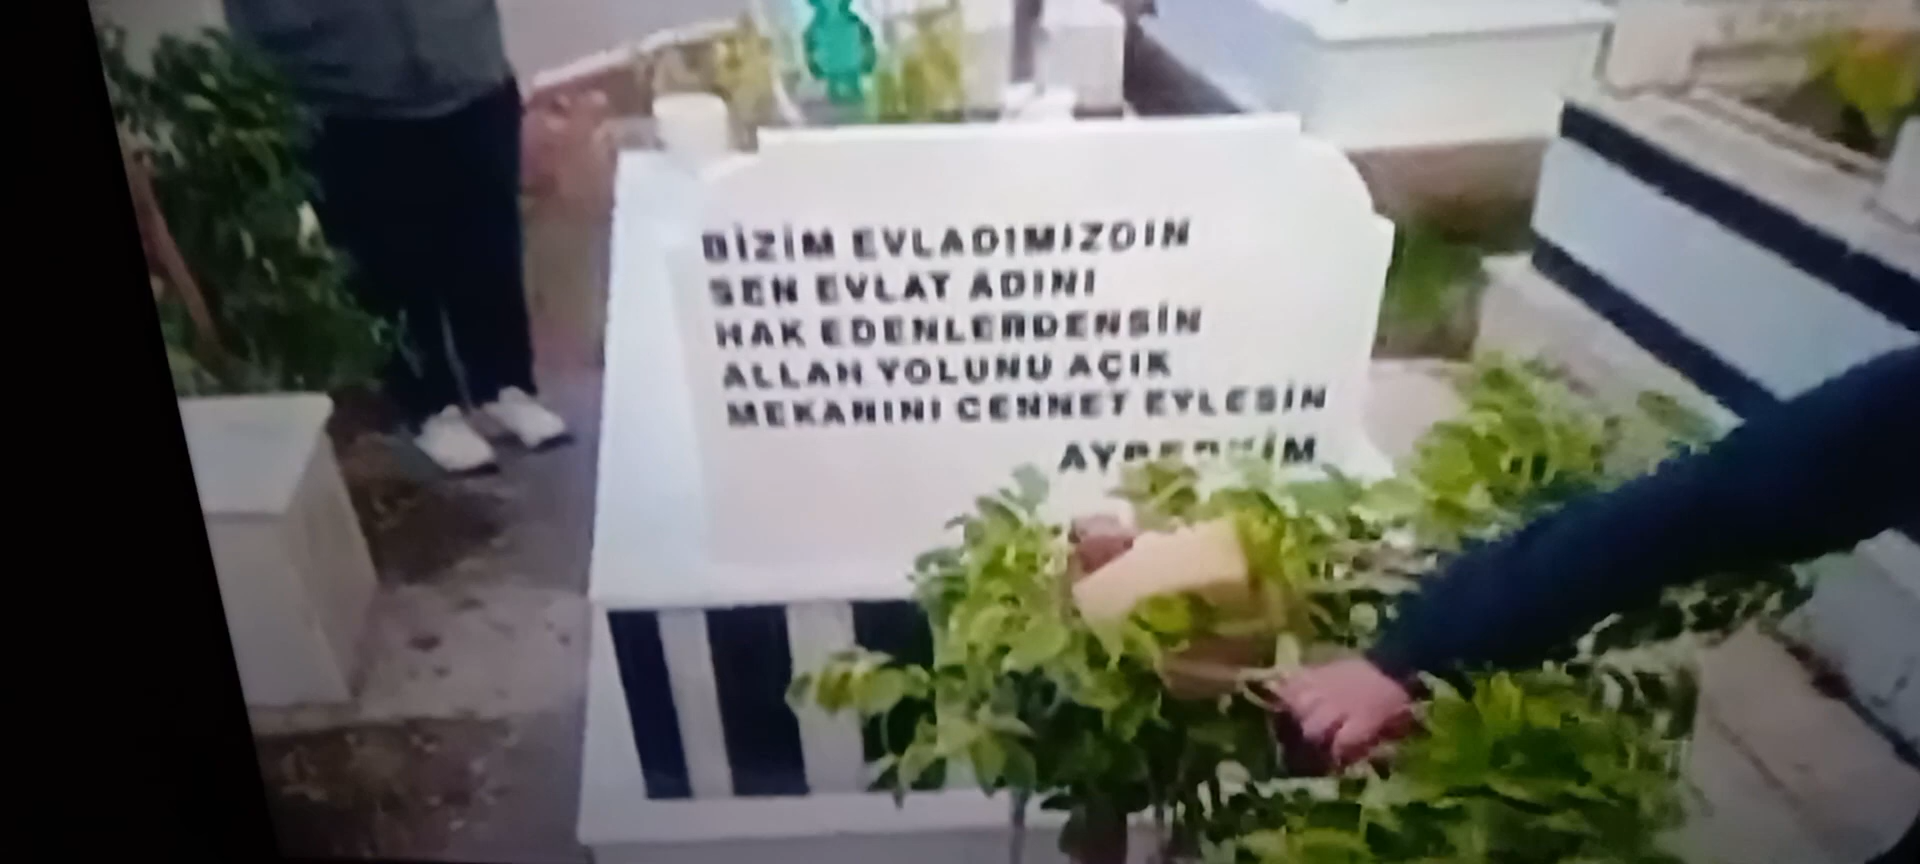 BİZİM EVLADIMIZDIN
SEN EVLAT ADINI
HAK EDENLERDENSİN
ALLAH YOLUNU AÇIK
MEKANINI CENNET EYLESİN